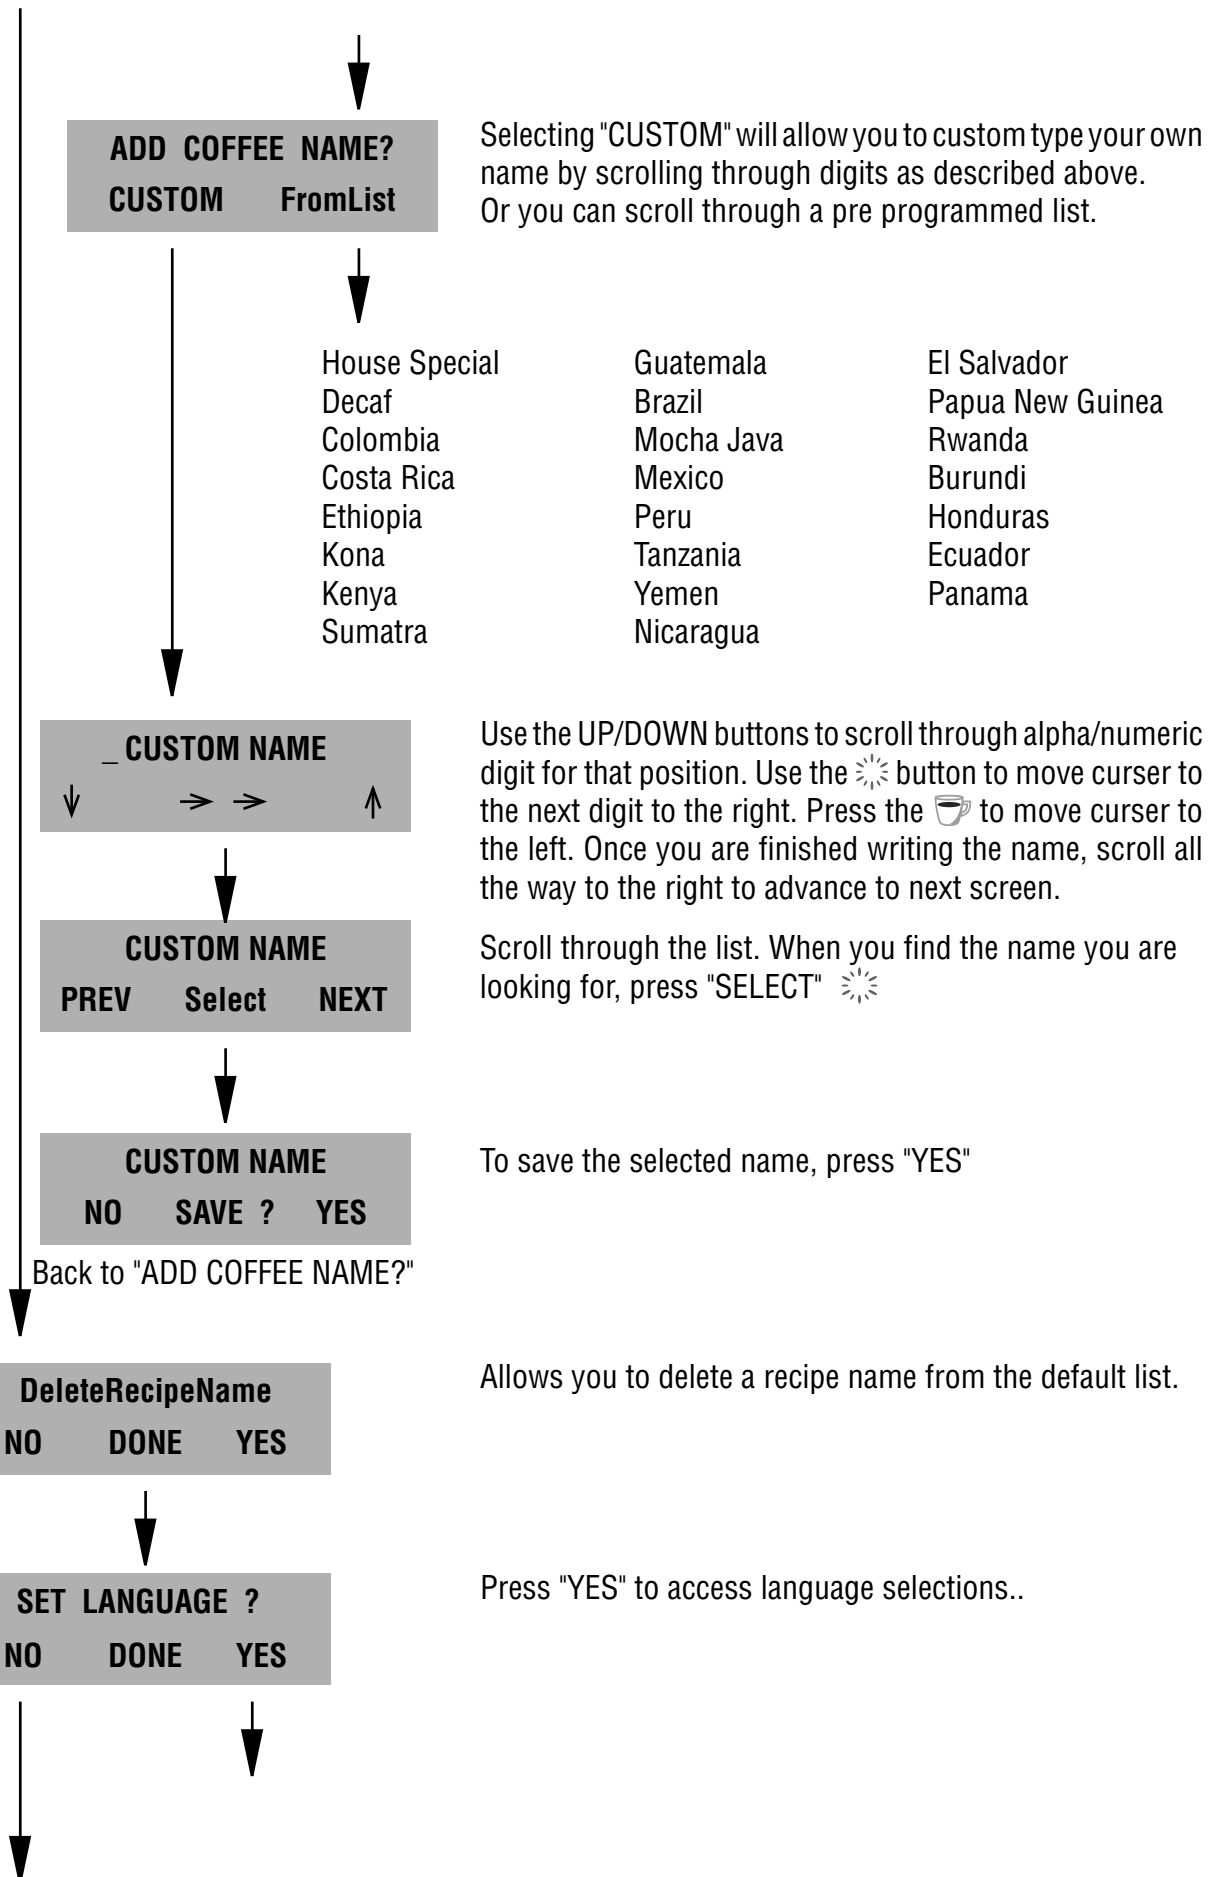 ADD COFFEE NAME?
CUSTOM FromList
Selecting "CUSTOM" will allow you to custom type your own
name by scrolling through digits as described above.
Or you can scroll through a pre programmed list.
House Special
Decaf
Colombia
Costa Rica
Ethiopia
Kona
Kenya
Sumatra
Guatemala
Brazil
Mocha Java
Mexico
Peru
Tanzania
Yemen
Nicaragua
El Salvador
Papua New Guinea
Rwanda
Burundi
Honduras
Ecuador
Panama
_ CUSTOM NAME
↓ → → ↑
Use the UP/DOWN buttons to scroll through alpha/numeric
digit for that position. Use the button to move curser to
the next digit to the right. Press the to move curser to
the left. Once you are finished writing the name, scroll all
the way to the right to advance to next screen.
CUSTOM NAME
PREV Select NEXT
Scroll through the list. When you find the name you are
looking for, press "SELECT"
CUSTOM NAME
NO SAVE ? YES
To save the selected name, press "YES"
Back to "ADD COFFEE NAME?"
DeleteRecipeName
NO DONE YES
Allows you to delete a recipe name from the default list.
SET LANGUAGE ?
NO DONE YES
Press "YES" to access language selections..